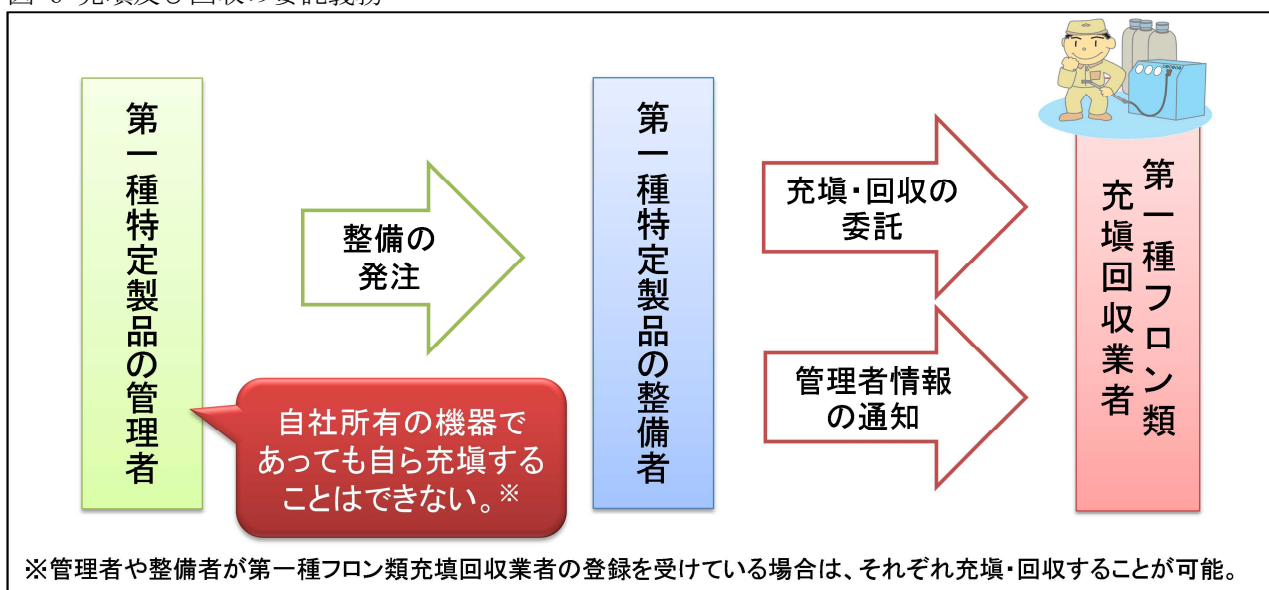 第一種特定製品の管理者
整備の
発注
自社所有の機器で
あっても自ら充塡する
ことはできない。※
第一種特定製品の整備者
充塡・回収の
委託
管理者情報
の通知
第一種フロン類
充塡回収業者
※管理者や整備者が第一種フロン類充塡回収業者の登録を受けている場合は、それぞれ充塡・回収することが可能。